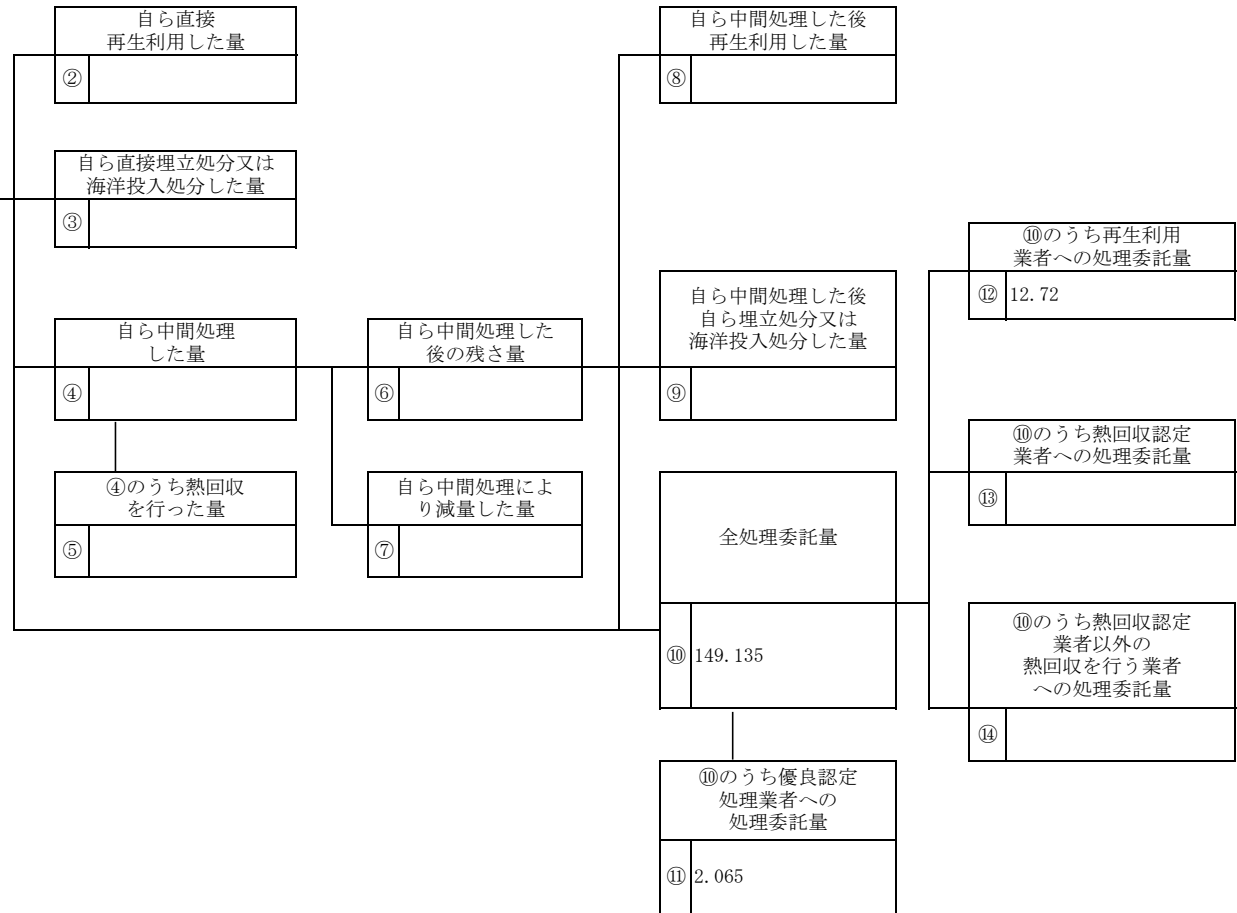 自ら直接
再生利用した量
②
自ら中間処理した後
再生利用した量
⑧
自ら直接埋立処分又は
海洋投入処分した量
③
⑩のうち再生利用
業者への処理委託量
⑫ 12.72
自ら中間処理
した量
④
自ら中間処理した
後の残さ量
⑥
自ら中間処理した後
自ら埋立処分又は
海洋投入処分した量
⑨
⑩のうち熱回収認定
業者への処理委託量
⑬
④のうち熱回収
を行った量
⑤
自ら中間処理によ
り減量した量
⑦
全処理委託量
⑩ 149.135
⑩のうち熱回収認定
業者以外の
熱回収を行う業者
への処理委託量
⑭
⑩のうち優良認定
処理業者への
処理委託量
⑪ 2.065